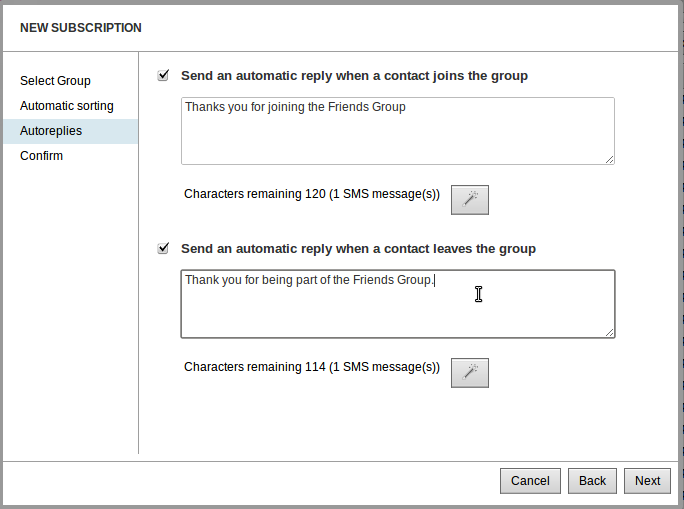 NEW SUBSCRIPTION
Select Group
Automatic sorting
Autoreplies
Confirm
Send an automatic reply when a contact joins the group
Thanks you for joining the Friends Group
Characters remaining 120 (1 SMS message(s))
Send an automatic reply when a contact leaves the group
Thank you for being part of the Friends Group.
Characters remaining 114 (1 SMS message(s))
Cancel
Back
Next